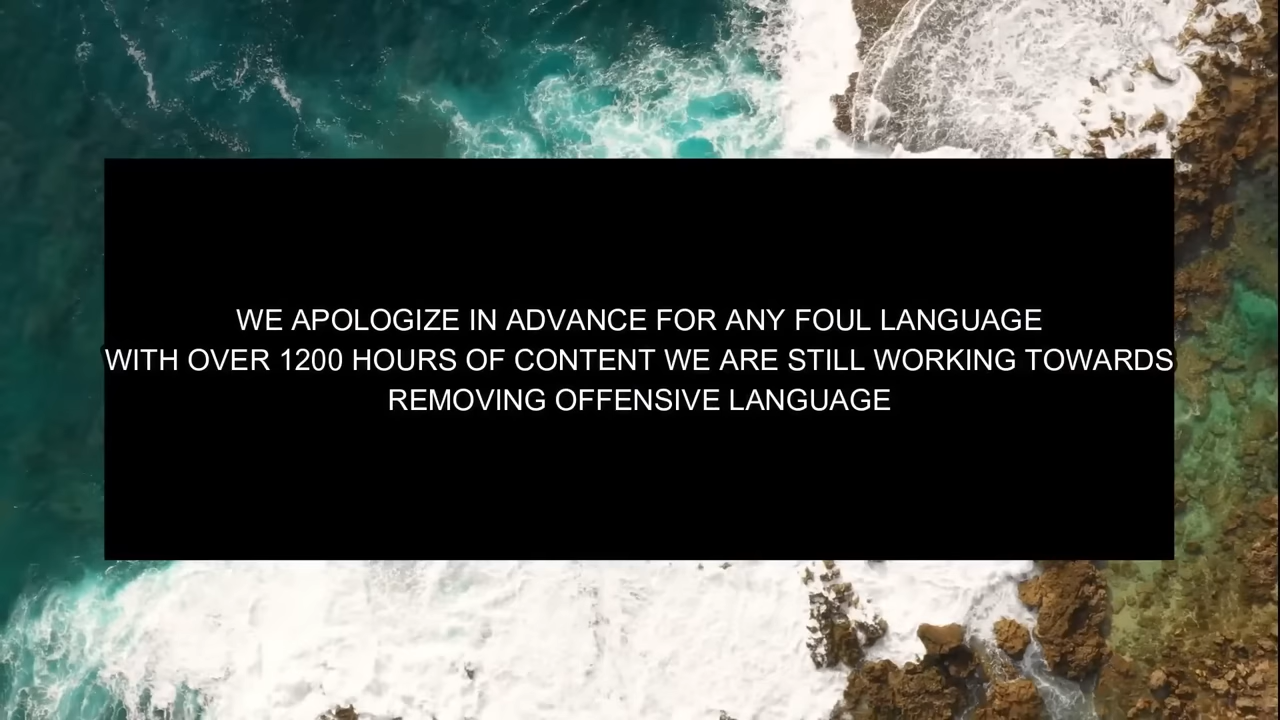 WE APOLOGIZE IN ADVANCE FOR ANY FOUL LANGUAGE
WITH OVER 1200 HOURS OF CONTENT WE ARE STILL WORKING TOWARDS
REMOVING OFFENSIVE LANGUAGE